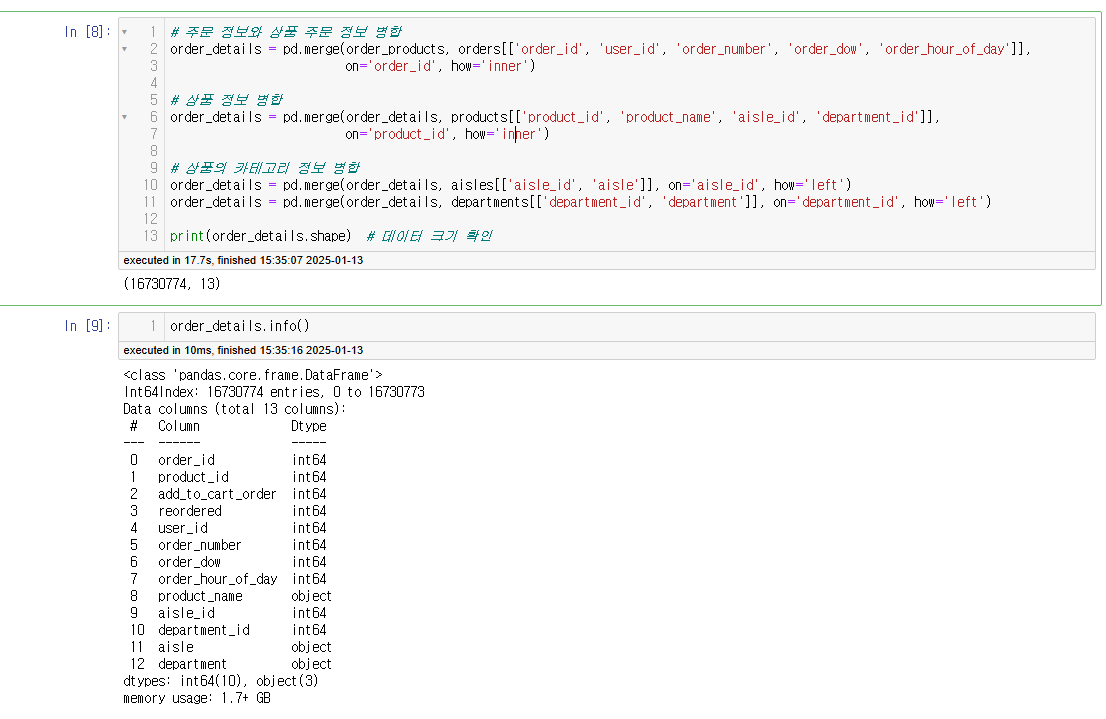 In [8]:
1 # 주문 정보와 상품 주문 정보 병합
2 order_details = pd.merge(order_products, orders[['order_id', 'user_id', 'order_number', 'order_dow', 'order_hour_of_day']],
3 on='order_id', how='inner')
4
5 # 상품 정보 병합
6 order_details = pd.merge(order_details, products[['product_id', 'product_name', 'aisle_id', 'department_id']],
7 on='product_id', how='inner')
8
9 # 상품의 카테고리 정보 병합
10 order_details = pd.merge(order_details, aisles[['aisle_id', 'aisle']], on='aisle_id', how='left')
11 order_details = pd.merge(order_details, departments[['department_id', 'department']], on='department_id', how='left')
12
13 print(order_details.shape)  # 데이터 크기 확인
executed in 17.7s, finished 15:35:07 2025-01-13
(16730774, 13)
In [9]:
1 order_details.info()
executed in 10ms, finished 15:35:16 2025-01-13
<class 'pandas.core.frame.DataFrame'>
Int64Index: 16730774 entries, 0 to 16730773
Data columns (total 13 columns):
 #   Column             Dtype
---  ------             -----
 0   order_id           int64
 1   product_id         int64
 2   add_to_cart_order  int64
 3   reordered          int64
 4   user_id            int64
 5   order_number       int64
 6   order_dow          int64
 7   order_hour_of_day  int64
 8   product_name       object
 9   aisle_id           int64
 10  department_id      int64
 11  aisle              object
 12  department         object
dtypes: int64(10), object(3)
memory usage: 1.7+ GB